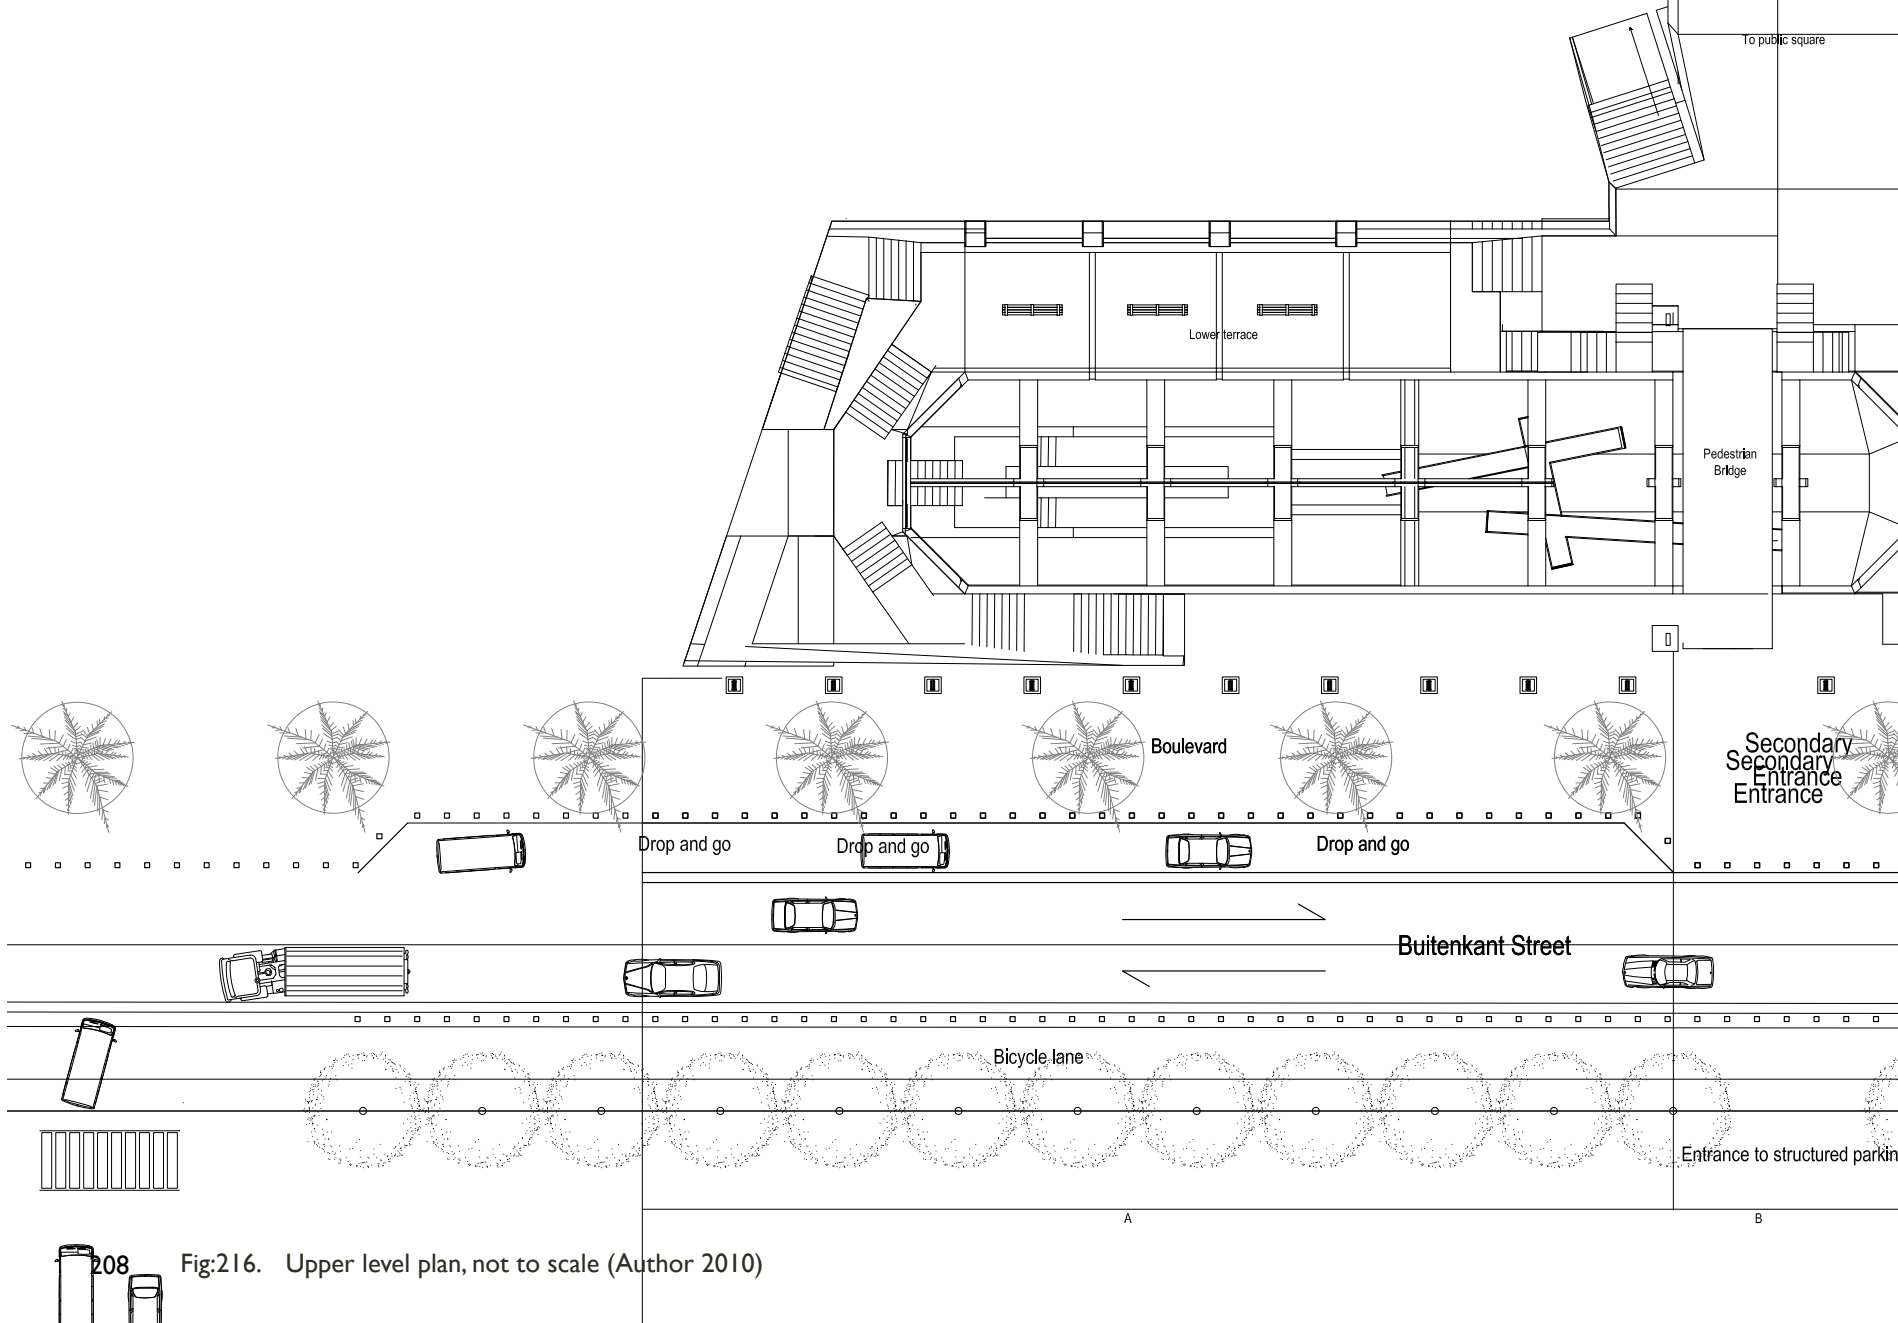 To public square
Lower terrace
Pedestrian
Bridge
Boulevard
Secondary
Secondary
Entrance
Entrance
Drop and go
Drop and go
Drop and go
Buitenkant Street
Bicycle lane
Entrance to structured parkin
A
B
208
Fig:216. Upper level plan, not to scale (Author 2010)